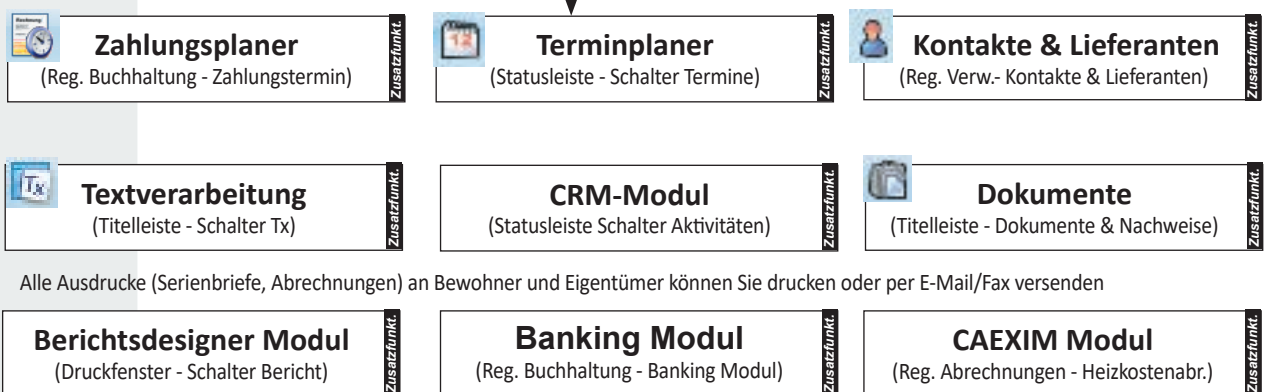 Zahlungsplaner
(Reg. Buchhaltung - Zahlungstermin)
Zusatzfunkt.
12
Terminplaner
(Statusleiste - Schalter Termine)
Zusatzfunkt.
Kontakte & Lieferanten
(Reg. Verw.- Kontakte & Lieferanten)
Zusatzfunkt.
Tx
Textverarbeitung
(Titelleiste - Schalter Tx)
Zusatzfunkt.
CRM-Modul
(Statusleiste Schalter Aktivitäten)
Zusatzfunkt.
Dokumente
(Titelleiste - Dokumente & Nachweise)
Zusatzfunkt.
Alle Ausdrucke (Serienbriefe, Abrechnungen) an Bewohner und Eigentümer können Sie drucken oder per E-Mail/Fax versenden
Berichtsdesigner Modul
(Druckfenster - Schalter Bericht)
Zusatzfunkt.
Banking Modul
(Reg. Buchhaltung - Banking Modul)
Zusatzfunkt.
CAEXIM Modul
(Reg. Abrechnungen - Heizkostenabr.)
Zusatzfunkt.